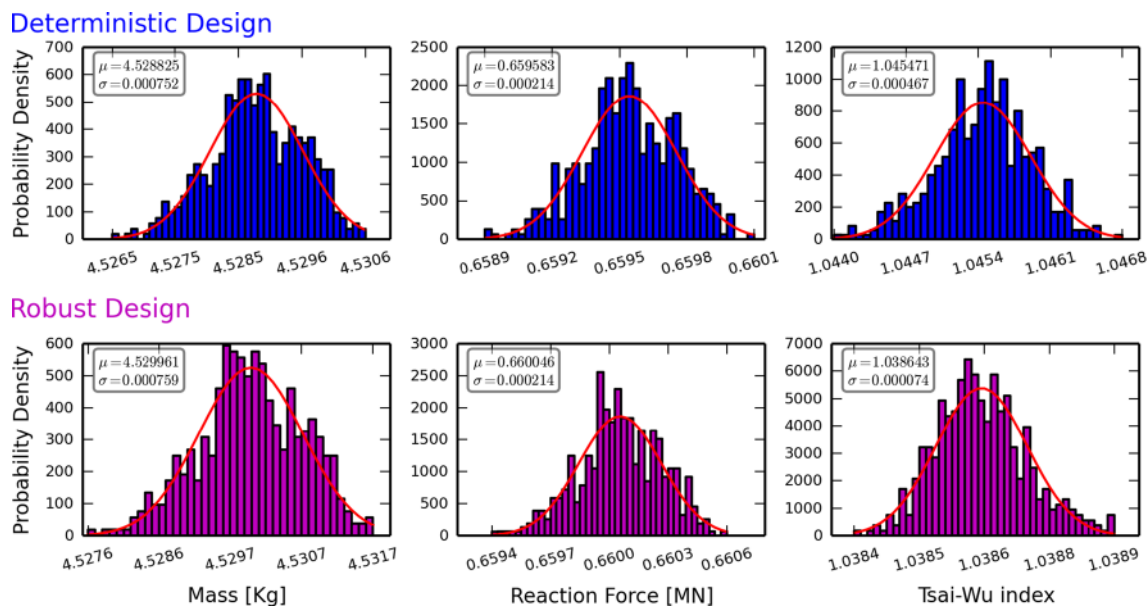 Deterministic Design
Probability Density
700
600
500
400
300
200
100
0
μ=4.528825
σ=0.000752
4.5265 4.5275 4.5285 4.5296 4.5306
2500
2000
1500
1000
500
0
μ=0.659583
σ=0.000214
0.6589 0.6592 0.6595 0.6598 0.6601
1200
1000
800
600
400
200
0
μ=1.045471
σ=0.000467
1.0440 1.0447 1.0454 1.0461 1.0468
Robust Design
Probability Density
600
500
400
300
200
100
0
μ=4.529961
σ=0.000759
4.5276 4.5286 4.5297 4.5307 4.5317
Mass [Kg]
3000
2500
2000
1500
1000
500
0
μ=0.660046
σ=0.000214
0.6594 0.6597 0.6600 0.6603 0.6606
Reaction Force [MN]
7000
6000
5000
4000
3000
2000
1000
0
μ=1.038643
σ=0.000074
1.0384 1.0385 1.0386 1.0388 1.0389
Tsai-Wu index